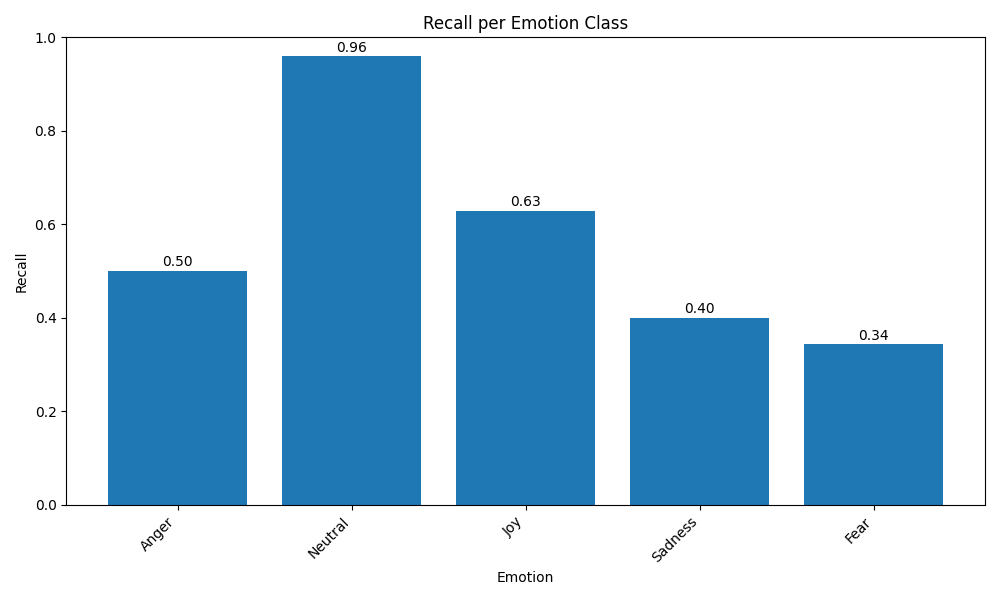 Recall per Emotion Class
1.0
0.8
0.6
0.4
0.2
0.0
Recall
0.50
0.96
0.63
0.40
0.34
Anger
Neutral
Joy
Sadness
Fear
Emotion